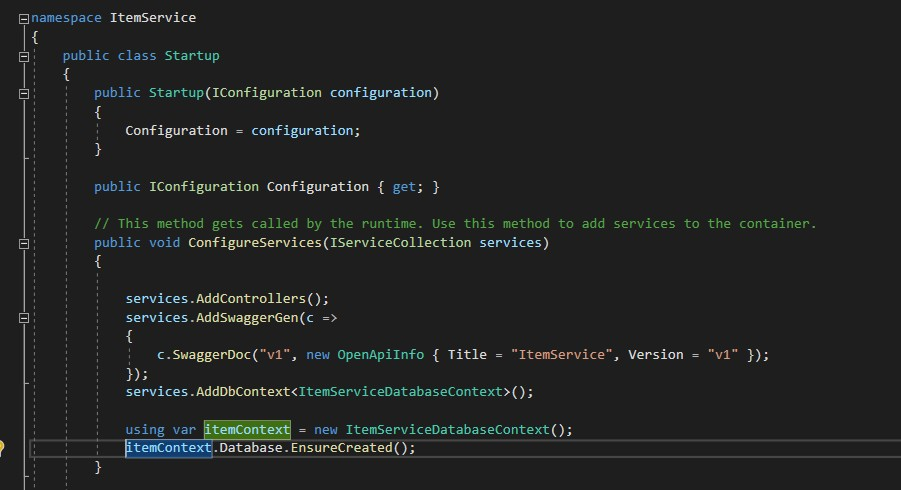 namespace ItemService
{
public class Startup
{
public Startup(IConfiguration configuration)
{
Configuration = configuration;
}
public IConfiguration Configuration { get; }
// This method gets called by the runtime. Use this method to add services to the container.
public void ConfigureServices(IServiceCollection services)
{
services.AddControllers();
services.AddSwaggerGen(c =>
{
c.SwaggerDoc("v1", new OpenApiInfo { Title = "ItemService", Version = "v1" });
});
services.AddDbContext<ItemServiceDatabaseContext>();
using var itemContext = new ItemServiceDatabaseContext();
itemContext.Database.EnsureCreated();
}